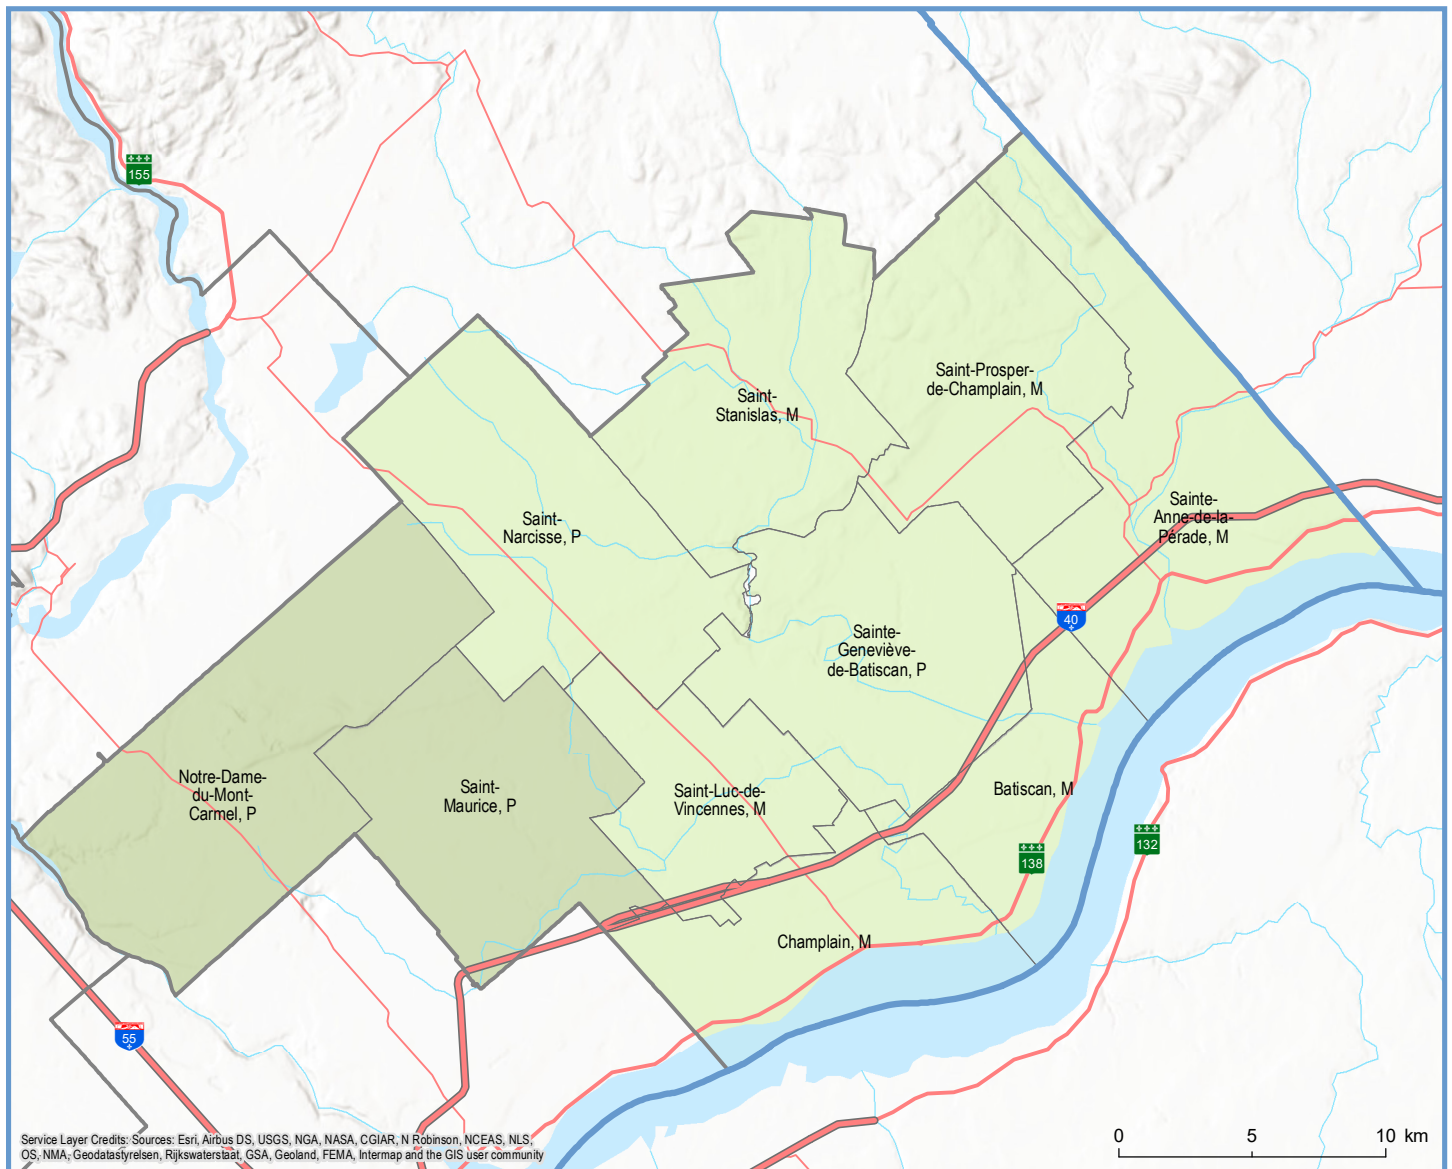 155
Saint-Prosper-
de-Champlain, M
Saint-
Stanislas, M
Sainte-
Anne-de-la-
Pérade, M
Saint-
Narcisse, P
40
Sainte-
Geneviève-
de-Batiscan, P
Notre-Dame-
du-Mont-
Carmel, P
Saint-
Maurice, P
Saint-Luc-de-
Vincennes, M
Batiscan, M
132
138
Champlain, M
55
Service Layer Credits: Sources: Esri, Airbus DS, USGS, NGA, NASA, CGIAR, N Robinson, NCEAS, NLS,
OS, NMA, Geodatastyrelsen, Rijkswaterstaat, GSA, Geoland, FEMA, Intermap and the GIS user community
0 5 10 km